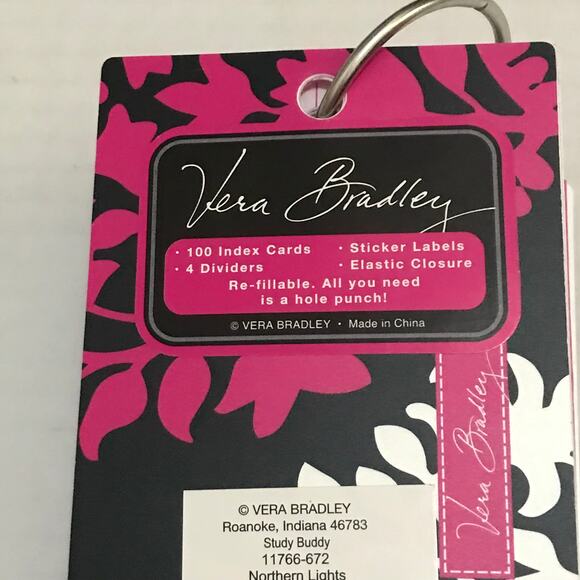 Vera Bradley
· 100 Index Cards · Sticker Labels
· 4 Dividers · Elastic Closure
Re-fillable. All you need
is a hole punch!
© VERA BRADLEY · Made in China
Vera Bradley
© VERA BRADLEY
Roanoke, Indiana 46783
Study Buddy
11766-672
Northern Lights